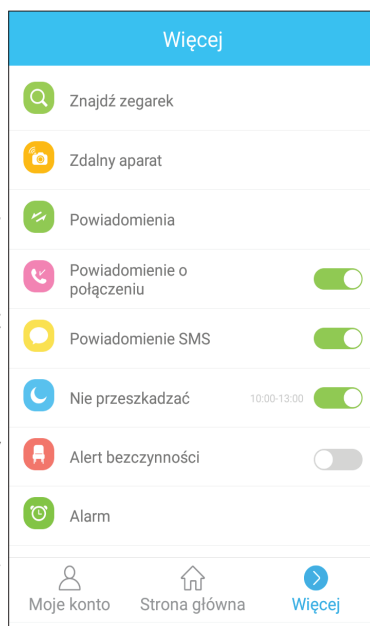 Więcej
Znajdź zegarek
Zdalny aparat
Powiadomienia
Powiadomienie o
połączeniu
Powiadomienie SMS
Nie przeszkadzać 10:00-13:00
Alert bezczynności
Alarm
Moje konto Strona główna Więcej